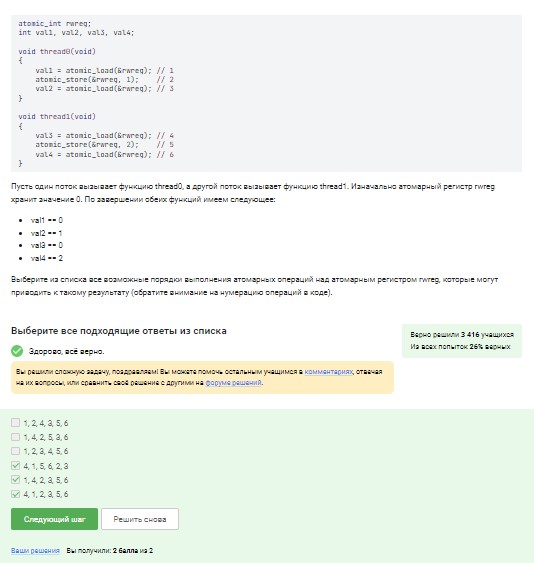 atomic_int rwreg;
int val1, val2, val3, val4;
void thread0(void)
{
val1 = atomic_load(&rwreg); // 1
atomic_store(&rwreg, 1); // 2
val2 = atomic_load(&rwreg); // 3
}
void thread1(void)
{
val3 = atomic_load(&rwreg); // 4
atomic_store(&rwreg, 2); // 5
val4 = atomic_load(&rwreg); // 6
}
Пусть один поток вызывает функцию thread0, а другой поток вызывает функцию thread1. Изначально атомарный регистр rwreg
хранит значение 0. По завершении обеих функций имеем следующее:
• val1 == 0
• val2 == 1
• val3 == 0
• val4 == 2
Выберите из списка все возможные порядки выполнения атомарных операций над атомарным регистром rwreg, которые могут
приводить к такому результату (обратите внимание на нумерацию операций в коде).
Выберите все подходящие ответы из списка
Верно решили 3 416 учащихся
Из всех попыток 26% верных
Здорово, всё верно.
Вы решили сложную задачу, поздравляем! Вы можете помочь остальным учащимся в комментариях, отвечая
на их вопросы, или сравнить своё решение с другими на форуме решений.
1, 2, 4, 3, 5, 6
1, 4, 2, 5, 3, 6
1, 2, 3, 4, 5, 6
4, 1, 5, 6, 2, 3
1, 4, 2, 3, 5, 6
4, 1, 2, 3, 5, 6
Следующий шаг Решить снова
Ваши решения Вы получили: 2 балла из 2